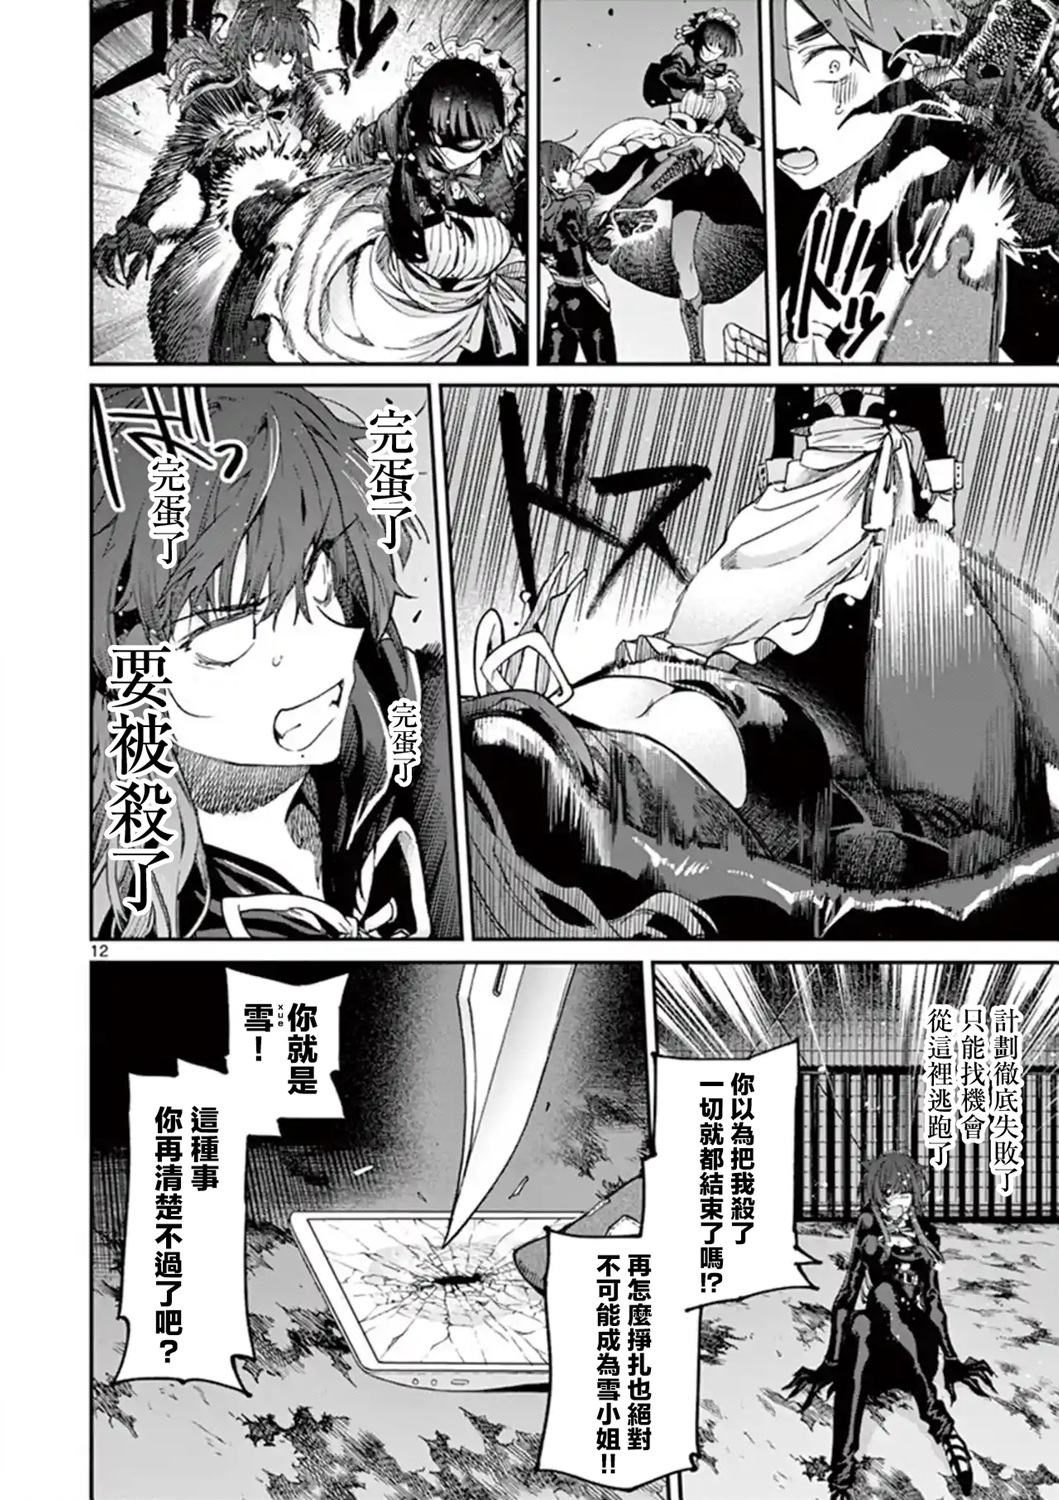 ドドッ
ドス
完蛋了
完蛋了
完蛋了
要被殺了
計劃徹底失敗了
只能找機會
從這裡逃跑了
你以為把我殺了
一切就都結束了嗎!?
再怎麼掙扎也絕對
不可能成為雪小姐!!
你就是
雪！
xue
這種事
你再清楚不過了吧？
12